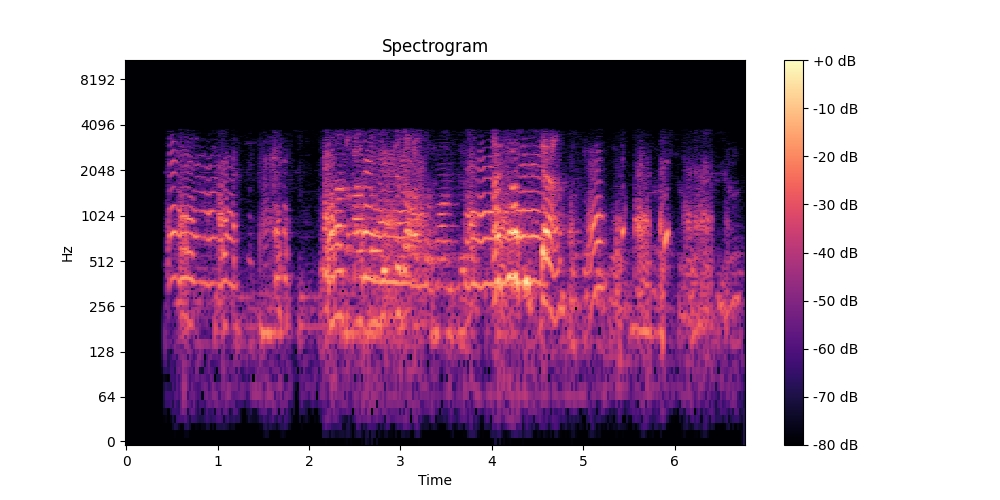 Spectrogram
8192
4096
2048
1024
512
256
128
64
0
Hz
0 1 2 3 4 5 6
Time
+0 dB
-10 dB
-20 dB
-30 dB
-40 dB
-50 dB
-60 dB
-70 dB
-80 dB